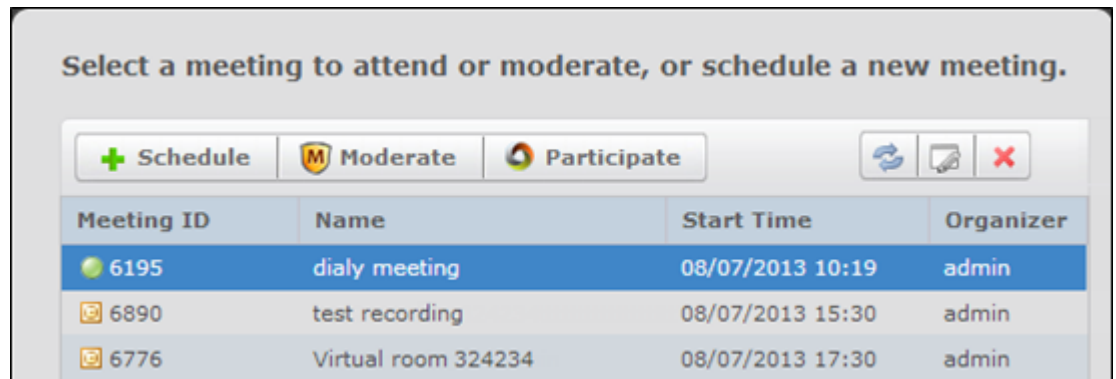 Select a meeting to attend or moderate, or schedule a new meeting.
Schedule M Moderate Participate
Meeting ID Name Start Time Organizer
6195 dialy meeting 08/07/2013 10:19 admin
6890 test recording 08/07/2013 15:30 admin
6776 Virtual room 324234 08/07/2013 17:30 admin